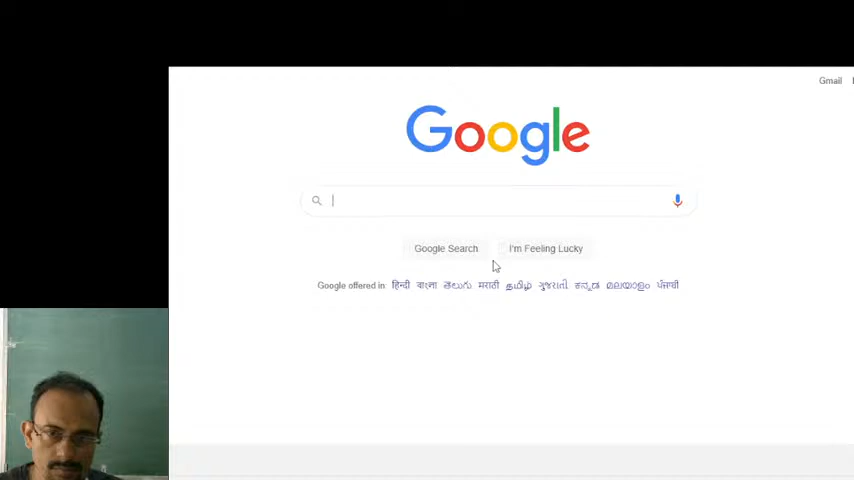 Gmail
Google
Google Search I'm Feeling Lucky
Google offered in: हिन्दी বাংলা తెలుగు मराठी தமிழ் ગુજરાતી ಕನ್ನಡ മലയാളം ਪੰਜਾਬੀ